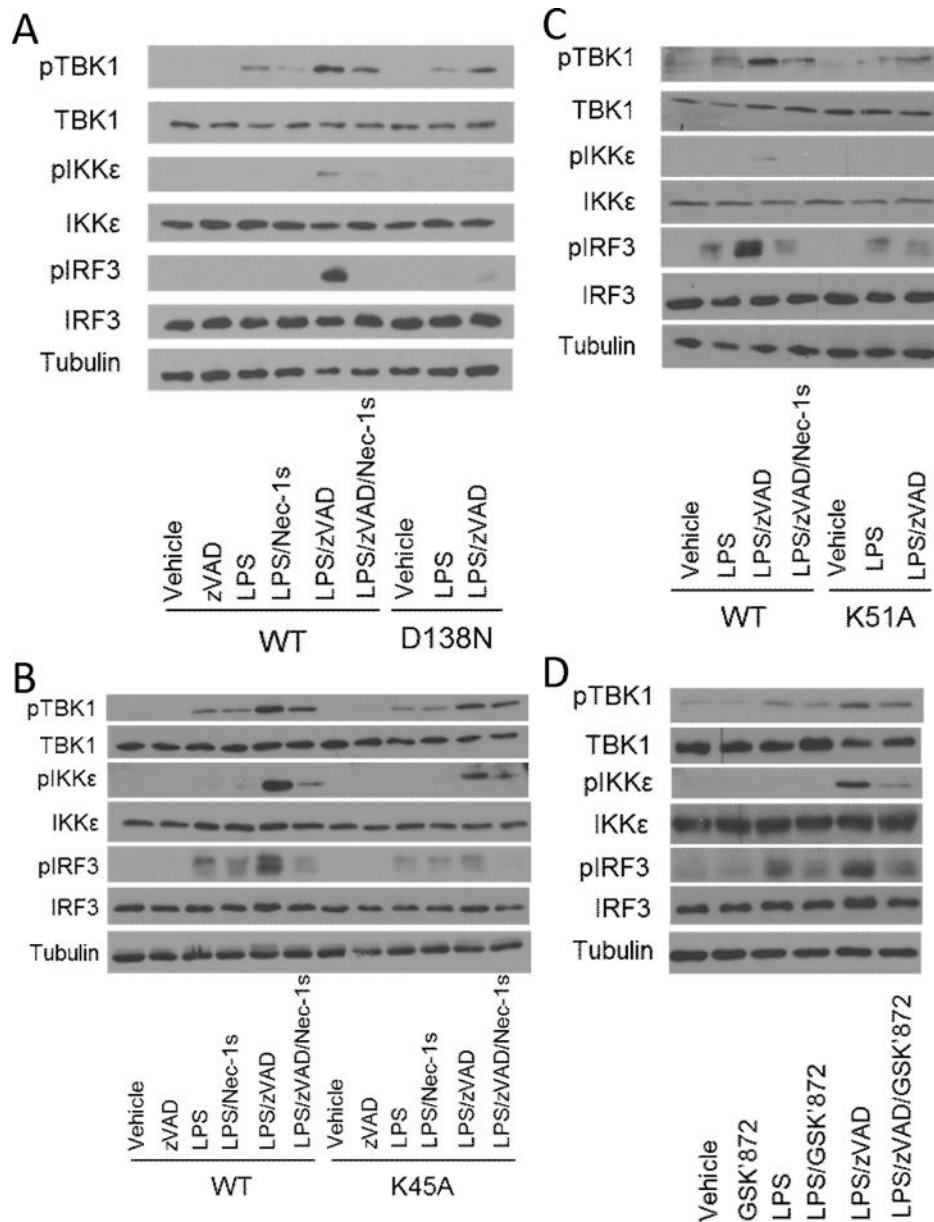 A
pTBK1
TBK1
pIKKε
IKKε
pIRF3
IRF3
Tubulin
Vehicle
zVAD
LPS
LPS/Nec-1s
LPS/zVAD
LPS/zVAD/Nec-1s
Vehicle
LPS
LPS/zVAD
WT
D138N
B
pTBK1
TBK1
pIKKε
IKKε
pIRF3
IRF3
Tubulin
Vehicle
zVAD
LPS
LPS/Nec-1s
LPS/zVAD
LPS/zVAD/Nec-1s
Vehicle
zVAD
LPS
LPS/Nec-1s
LPS/zVAD
LPS/zVAD/Nec-1s
WT
K45A
C
pTBK1
TBK1
pIKKε
IKKε
pIRF3
IRF3
Tubulin
Vehicle
LPS
LPS/zVAD
LPS/zVAD/Nec-1s
Vehicle
LPS
LPS/zVAD
WT
K51A
D
pTBK1
TBK1
pIKKε
IKKε
pIRF3
IRF3
Tubulin
Vehicle
GSK'872
LPS
LPS/GSK'872
LPS/zVAD
LPS/zVAD/GSK'872